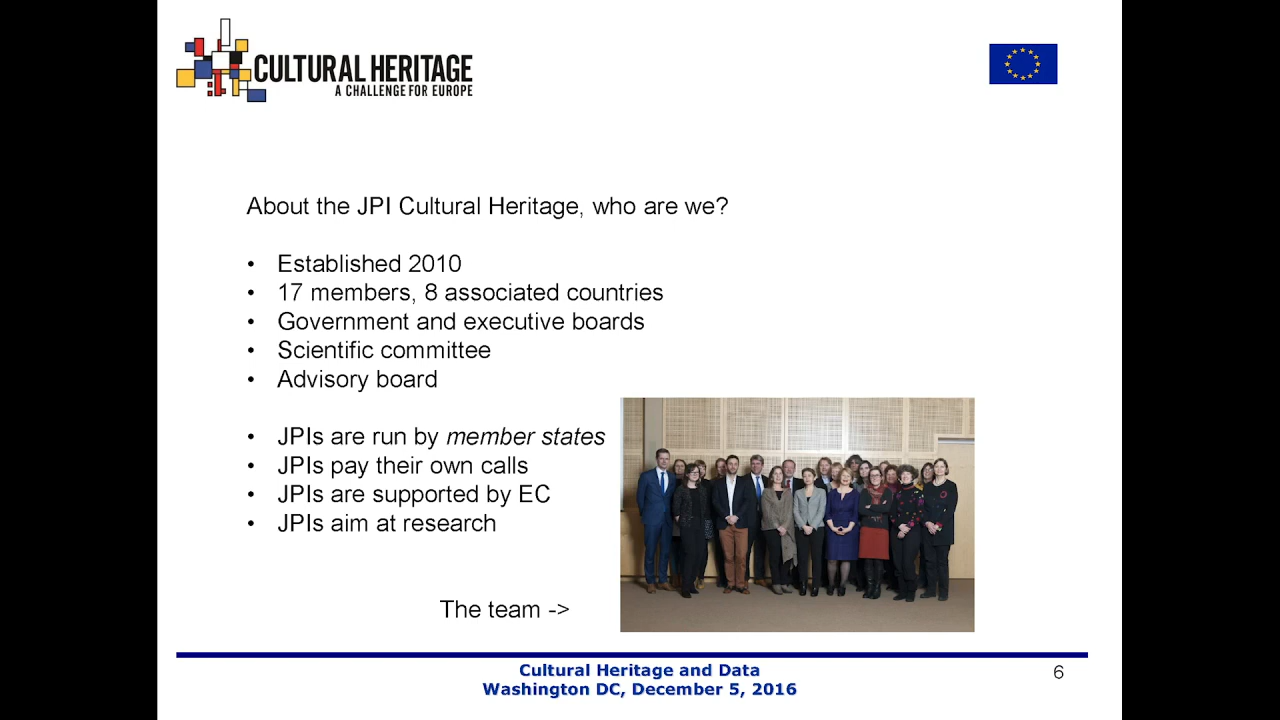 CULTURAL HERITAGE
A CHALLENGE FOR EUROPE
About the JPI Cultural Heritage, who are we?
• Established 2010
• 17 members, 8 associated countries
• Government and executive boards
• Scientific committee
• Advisory board
• JPIs are run by member states
• JPIs pay their own calls
• JPIs are supported by EC
• JPIs aim at research
The team ->
Cultural Heritage and Data
Washington DC, December 5, 2016
6